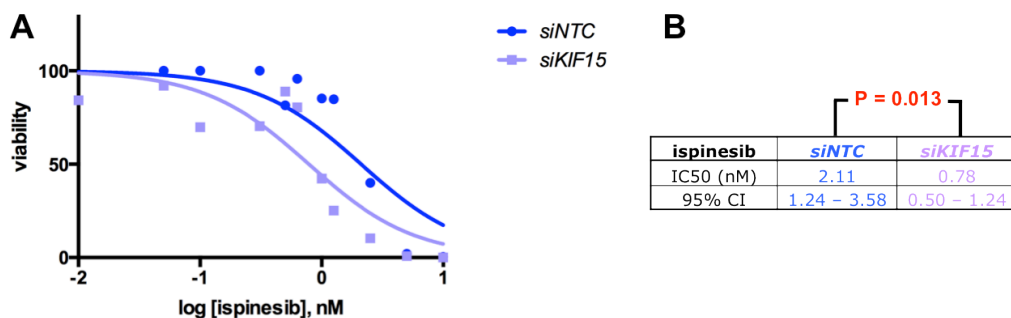 A
siNTC
siKIF15
100
50
0
viability
-2 -1 0 1
log [ispinesib], nM
B
P = 0.013
ispinesib siNTC siKIF15
IC50 (nM) 2.11 0.78
95% CI 1.24 – 3.58 0.50 – 1.24